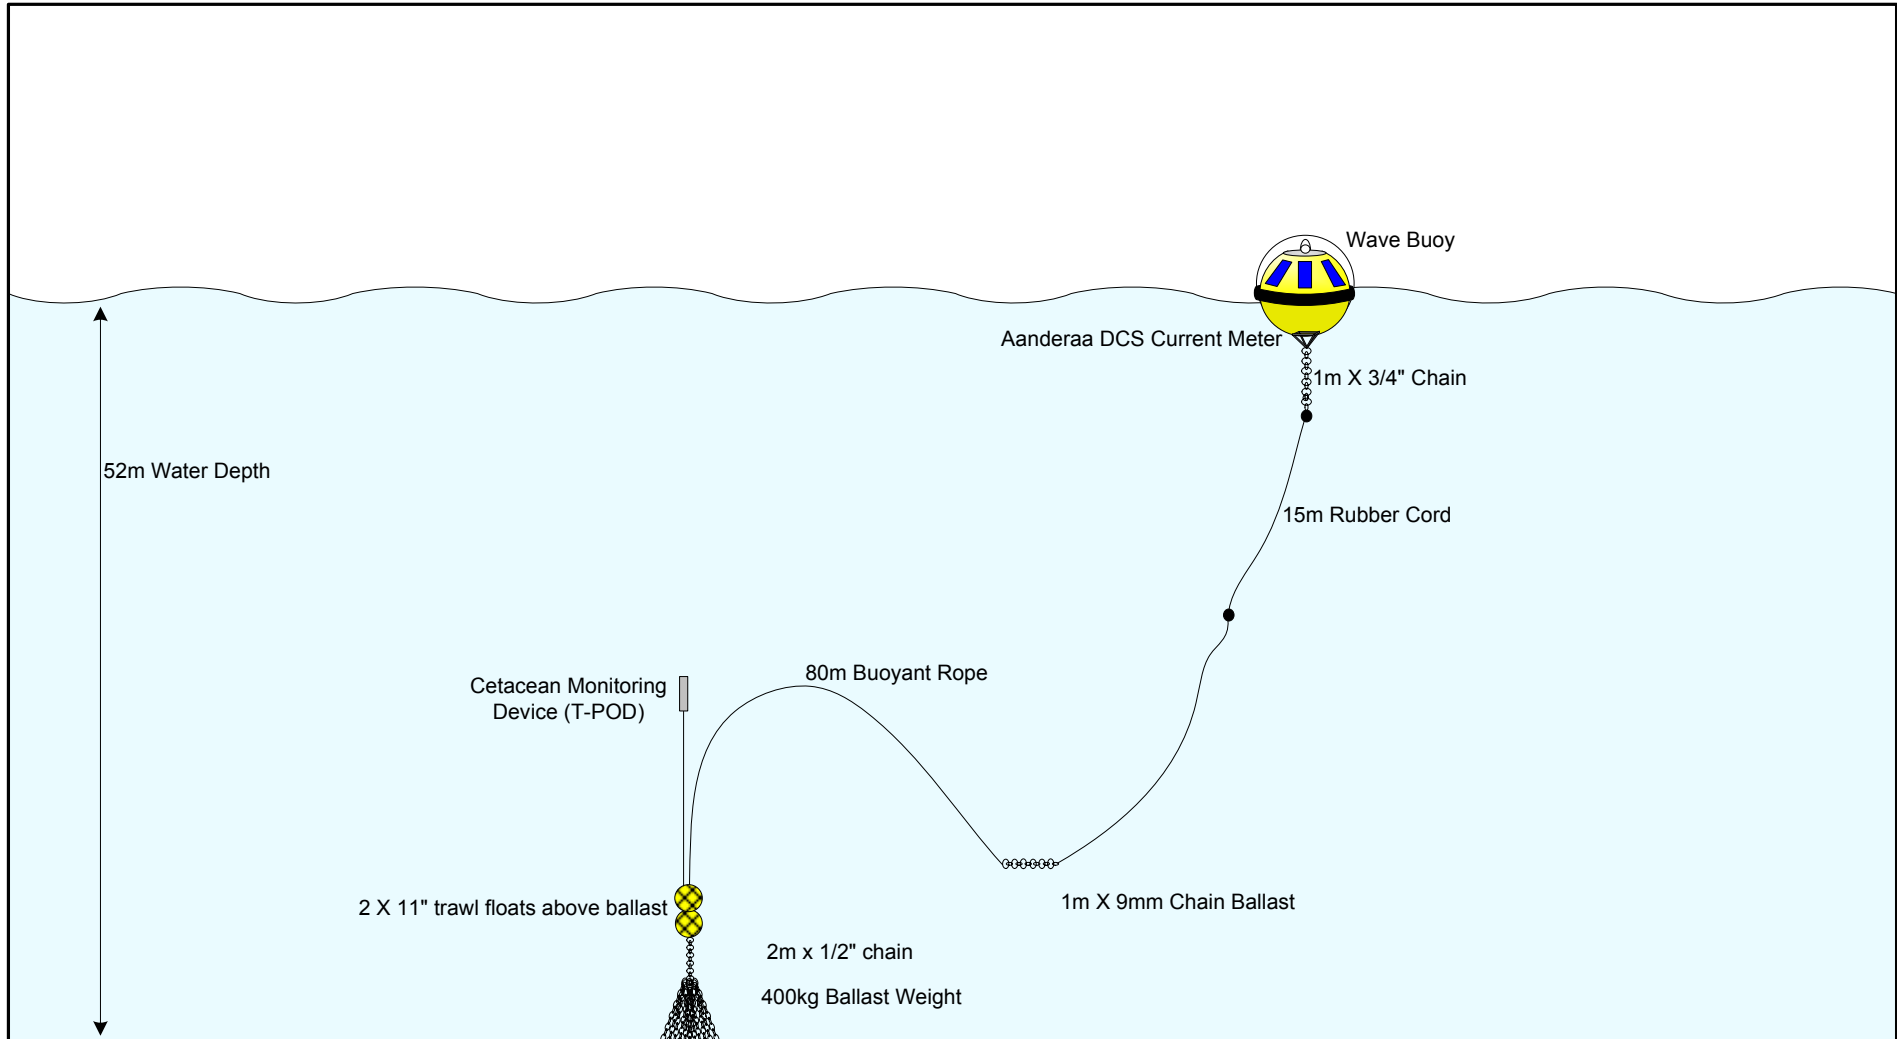 Wave Buoy
Aanderaa DCS Current Meter
1m X 3/4" Chain
52m Water Depth
15m Rubber Cord
80m Buoyant Rope
Cetacean Monitoring
Device (T-POD)
2 X 11" trawl floats above ballast
1m X 9mm Chain Ballast
2m x 1/2" chain
400kg Ballast Weight